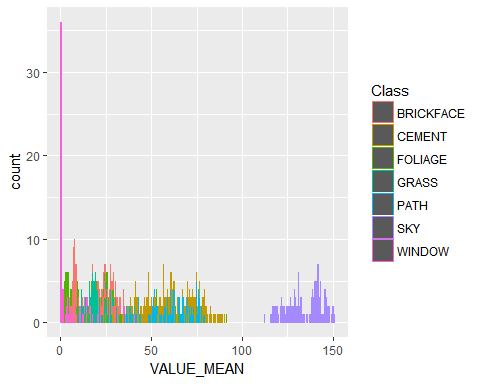 30
20
10
0
count
0
50
100
150
VALUE_MEAN
Class
BRICKFACE
CEMENT
FOLIAGE
GRASS
PATH
SKY
WINDOW